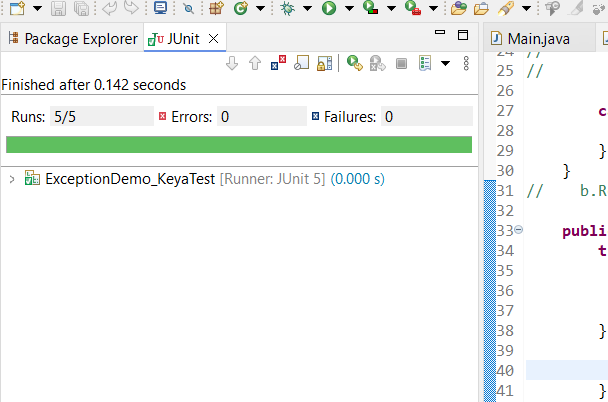 Package Explorer
JUnit
Main.java
Finished after 0.142 seconds
Runs: 5/5
Errors: 0
Failures: 0
ExceptionDemo_KeyaTest [Runner: JUnit 5] (0.000 s)
24 //
25 //
26
27 c
28
29 }
30 }
31 // b.R
32
33 publi
34 t
35
36
37
38 }
39
40
41 }